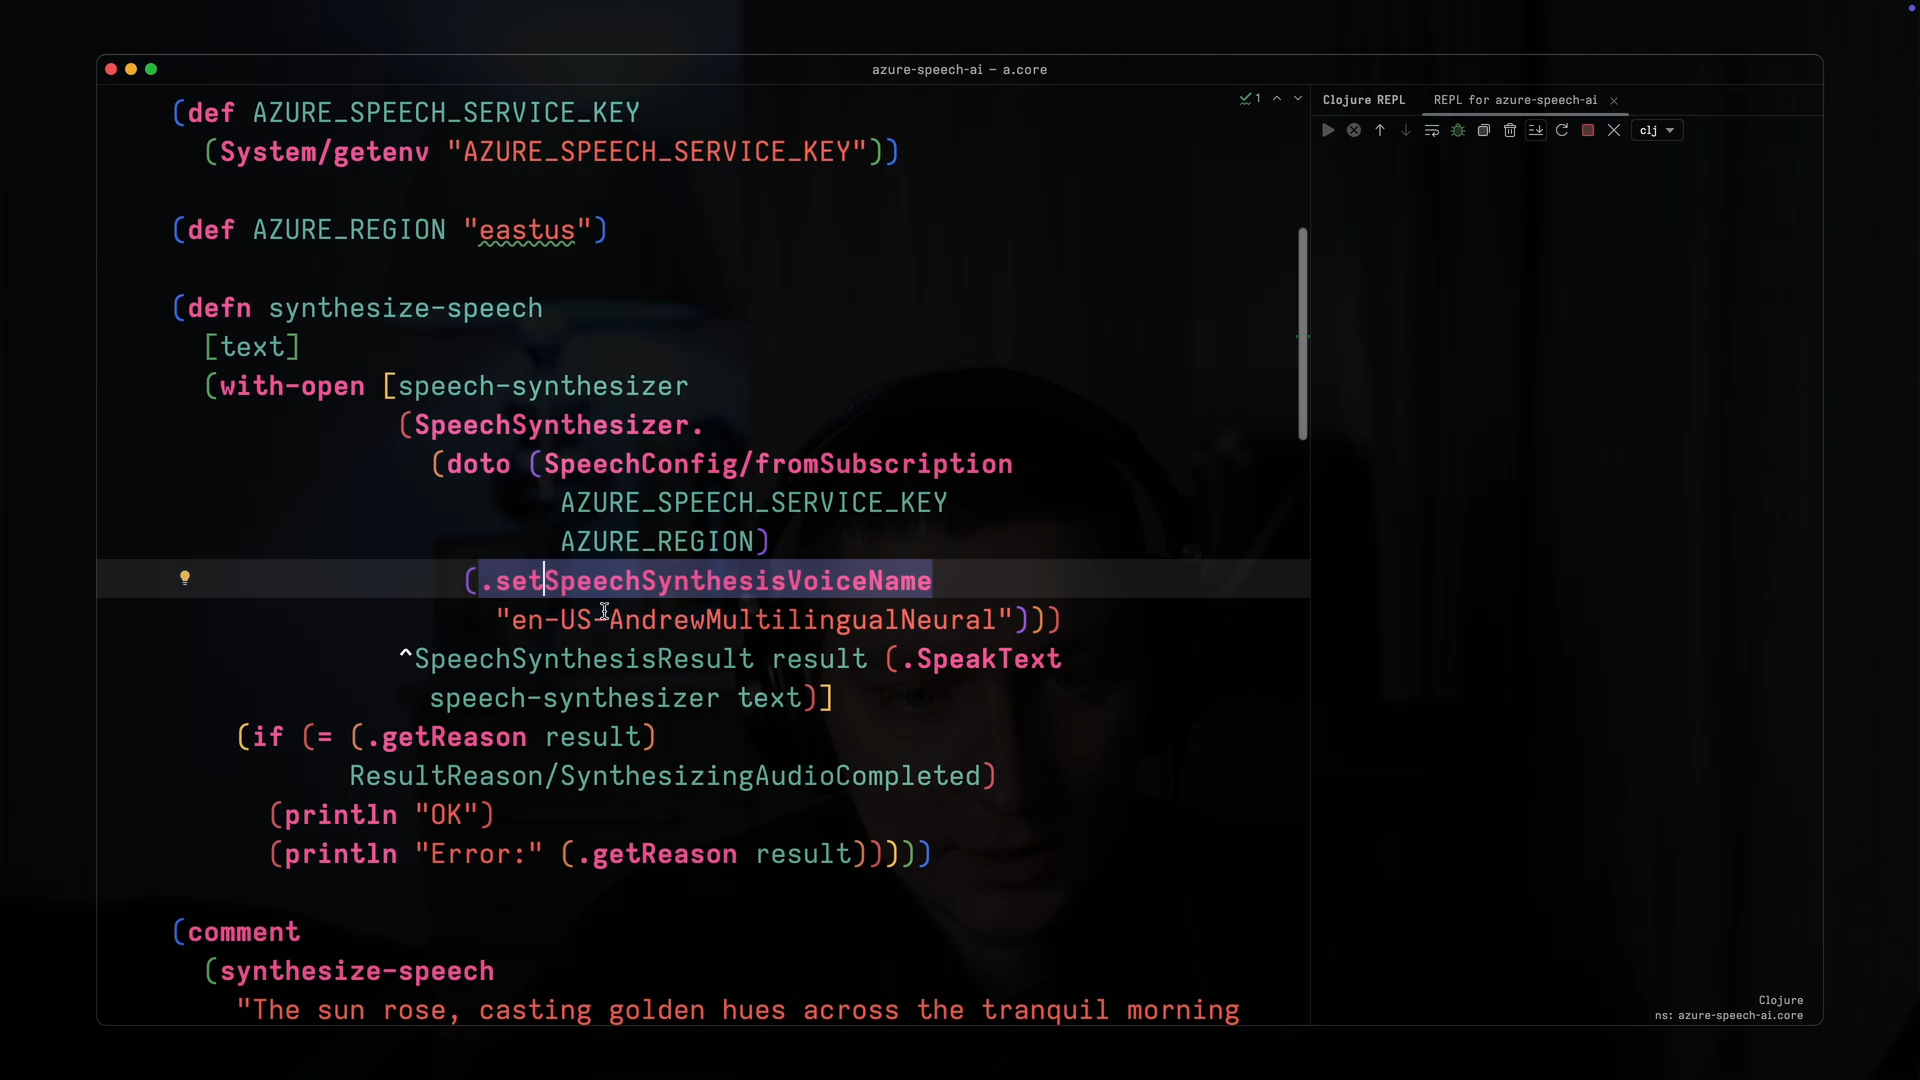 azure-speech-ai – a.core
(def AZURE_SPEECH_SERVICE_KEY
(System/getenv "AZURE_SPEECH_SERVICE_KEY"))
(def AZURE_REGION "eastus")
(defn synthesize-speech
[text]
(with-open [speech-synthesizer
(SpeechSynthesizer.
(doto (SpeechConfig/fromSubscription
AZURE_SPEECH_SERVICE_KEY
AZURE_REGION)
(.setSpeechSynthesisVoiceName
"en-US-AndrewMultilingualNeural")))
^SpeechSynthesisResult result (.SpeakText
speech-synthesizer text)]
(if (= (.getReason result)
ResultReason/SynthesizingAudioCompleted)
(println "OK")
(println "Error:" (.getReason result)))))
(comment
(synthesize-speech
"The sun rose, casting golden hues across the tranquil morning
1
Clojure REPL
REPL for azure-speech-ai
clj
Clojure
ns: azure-speech-ai.core